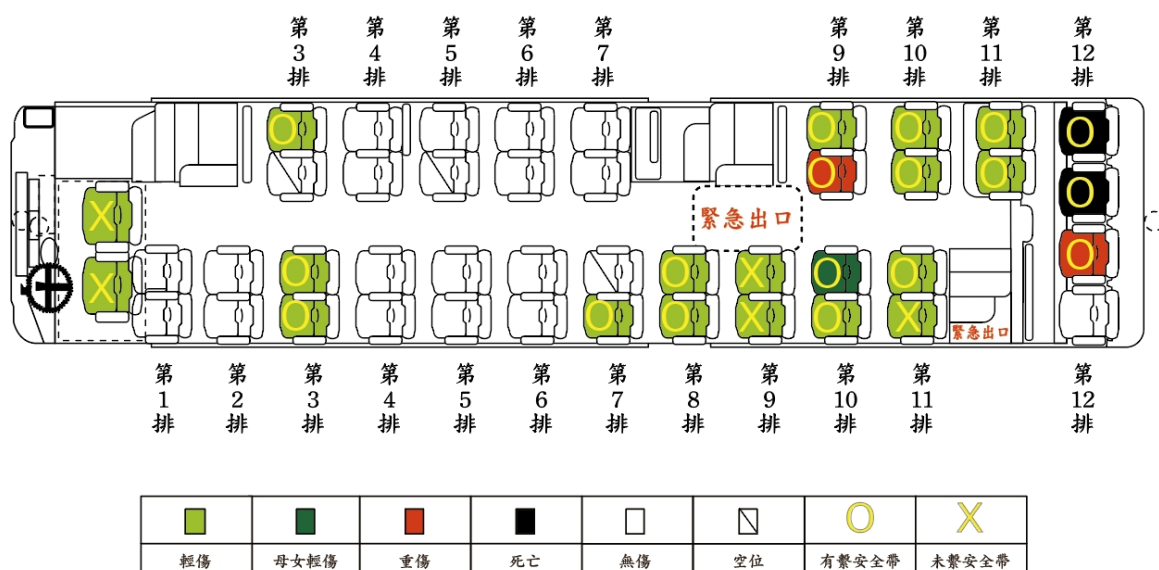 第3排 第4排 第5排 第6排 第7排 第9排 第10排 第11排 第12排
O O O O O
X O O O O O
緊急出口
O
X O O X O O
O O O X O X
緊急出口
第1排 第2排 第3排 第4排 第5排 第6排 第7排 第8排 第9排 第10排 第11排 第12排
O X
輕傷 母女輕傷 重傷 死亡 無傷 空位 有繫安全帶 未繫安全帶